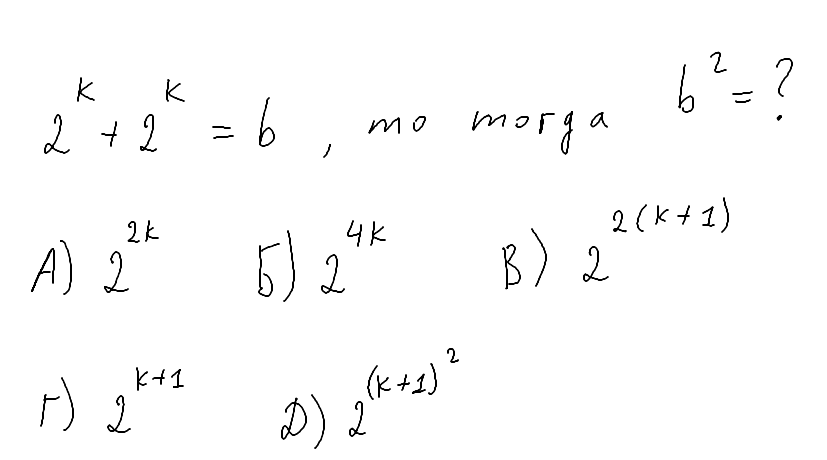 2^k + 2^k = b, то тогда b^2 = ?
А) 2^{2k} Б) 2^{4k} В) 2^{2(k+1)}
Г) 2^{k+1} Д) 2^{(k+1)^2}